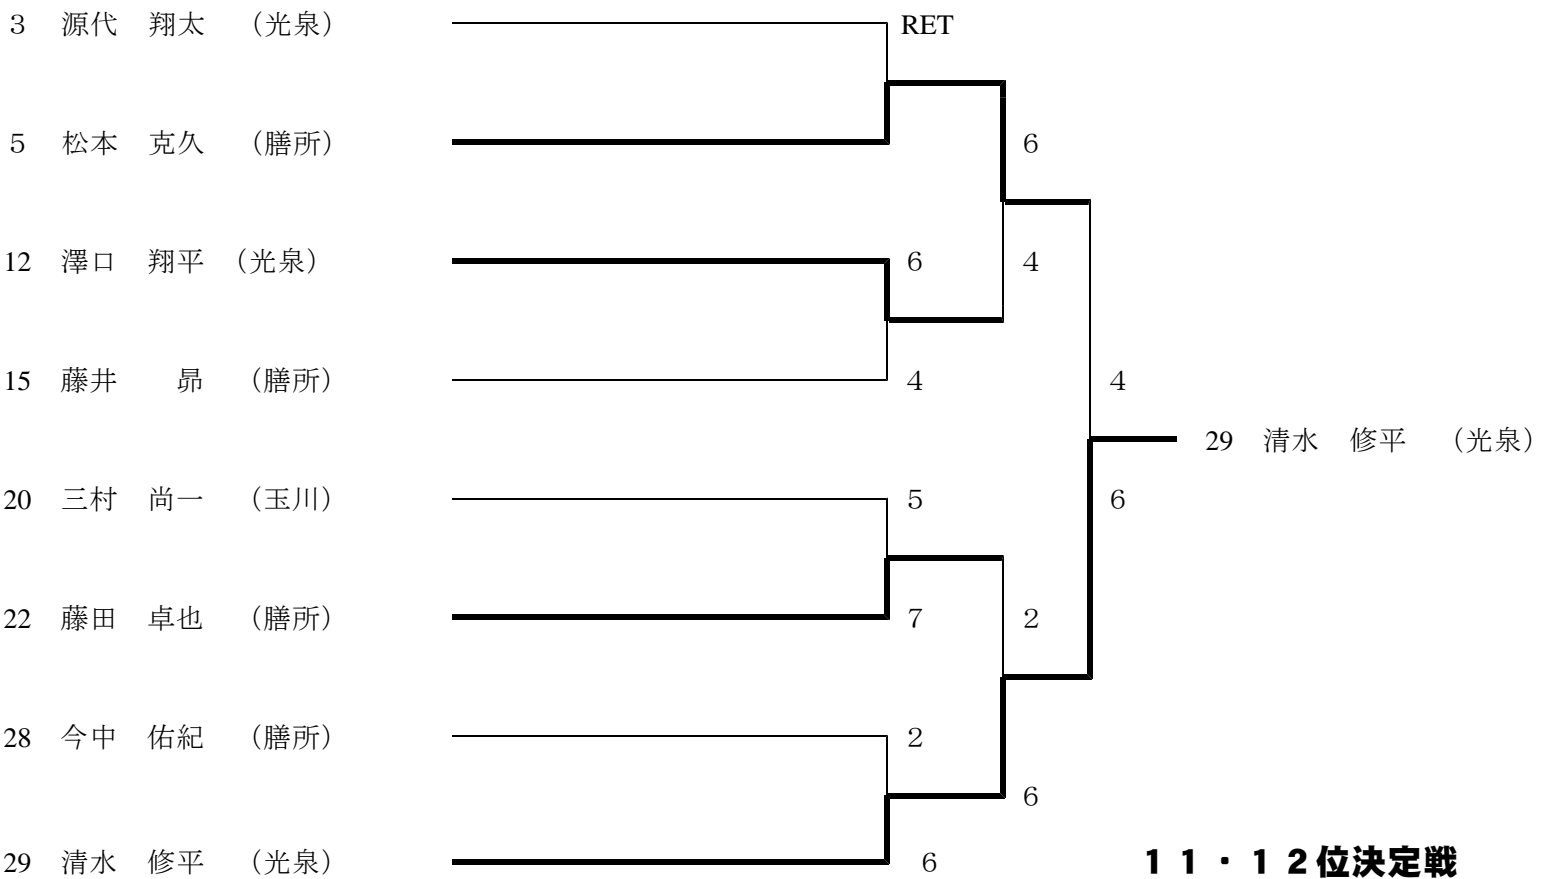 3 源代 翔太 （光泉） RET
5 松本 克久 （膳所） 6
12 澤口 翔平 （光泉） 6 4
15 藤井 昴 （膳所） 4 4
29 清水 修平 （光泉）
20 三村 尚一 （玉川） 5 6
22 藤田 卓也 （膳所） 7 2
28 今中 佑紀 （膳所） 2
6
29 清水 修平 （光泉） 6 １１・１２位決定戦